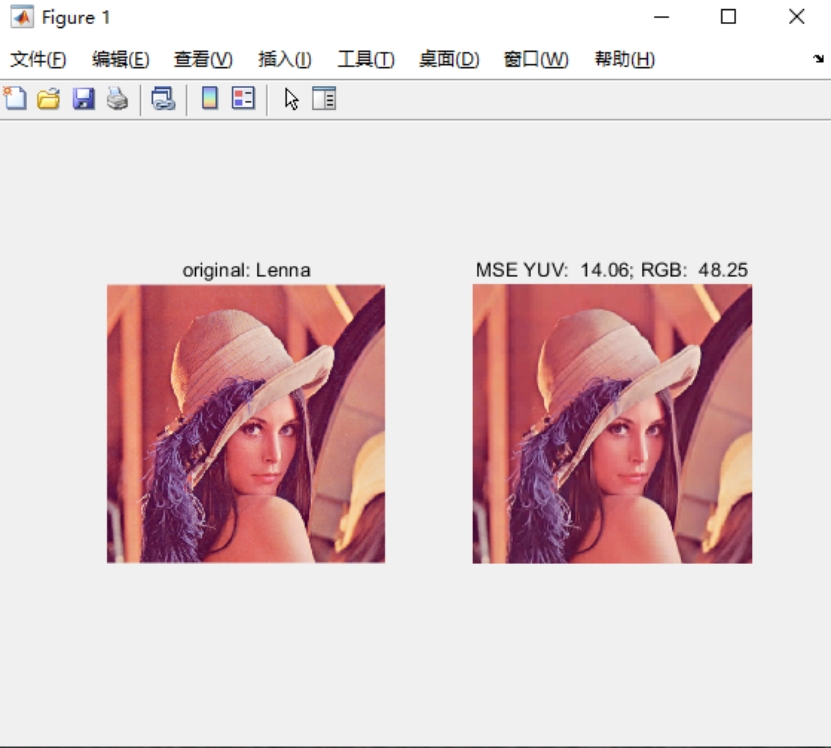 Figure 1
文件(F) 编辑(E) 查看(V) 插入(I) 工具(T) 桌面(D) 窗口(W) 帮助(H)
original: Lenna
MSE YUV:  14.06; RGB:  48.25